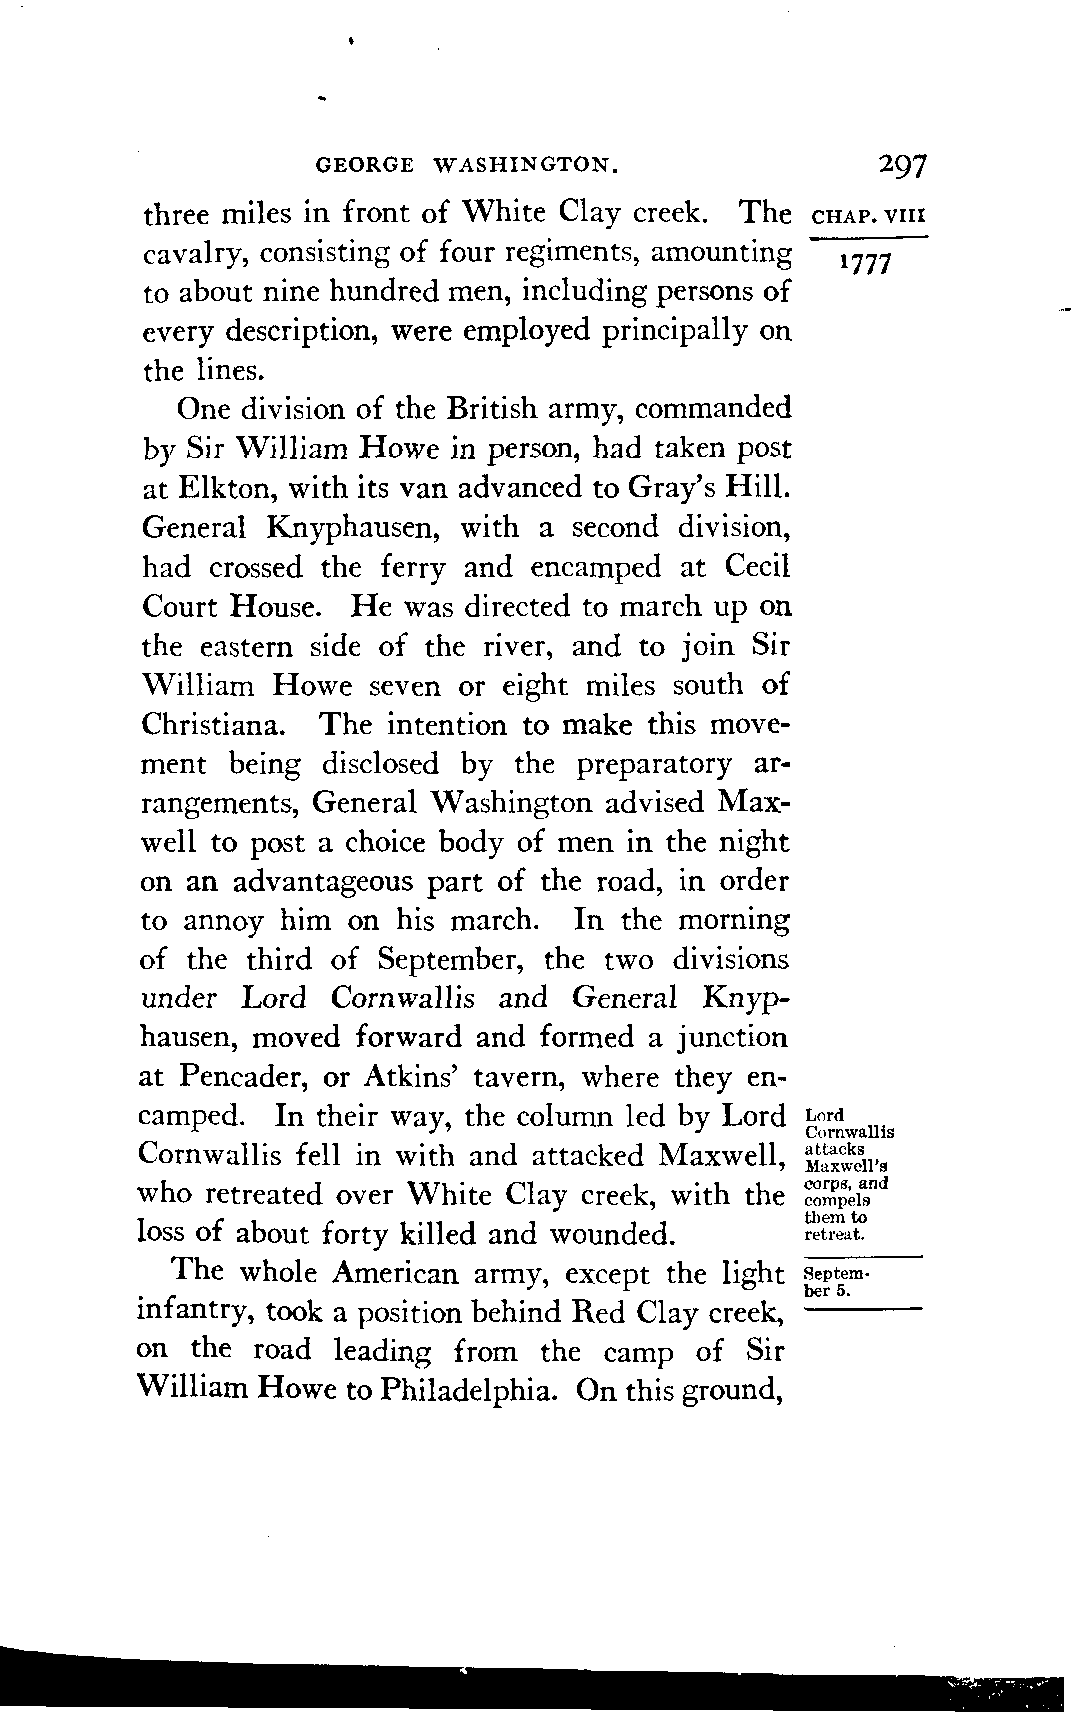 GEORGE WASHINGTON. 297
three miles in front of White Clay creek. The
CHAP. VIII
cavalry, consisting of four regiments, amounting
1777
to about nine hundred men, including persons of
every description, were employed principally on
the lines.
One division of the British army, commanded
by Sir William Howe in person, had taken post
at Elkton, with its van advanced to Gray's Hill.
General Knyphausen, with a second division,
had crossed the ferry and encamped at Cecil
Court House. He was directed to march up on
the eastern side of the river, and to join Sir
William Howe seven or eight miles south of
Christiana. The intention to make this move-
ment being disclosed by the preparatory ar-
rangements, General Washington advised Max-
well to post a choice body of men in the night
on an advantageous part of the road, in order
to annoy him on his march. In the morning
of the third of September, the two divisions
under Lord Cornwallis and General Knyp-
hausen, moved forward and formed a junction
at Pencader, or Atkins' tavern, where they en-
camped. In their way, the column led by Lord
Cornwallis fell in with and attacked Maxwell,
who retreated over White Clay creek, with the
loss of about forty killed and wounded.
Lord
Cornwallis
attacks
Maxwell's
corps, and
compels
them to
retreat.
The whole American army, except the light
infantry, took a position behind Red Clay creek,
on the road leading from the camp of Sir
William Howe to Philadelphia. On this ground,
Septem-
ber 5.